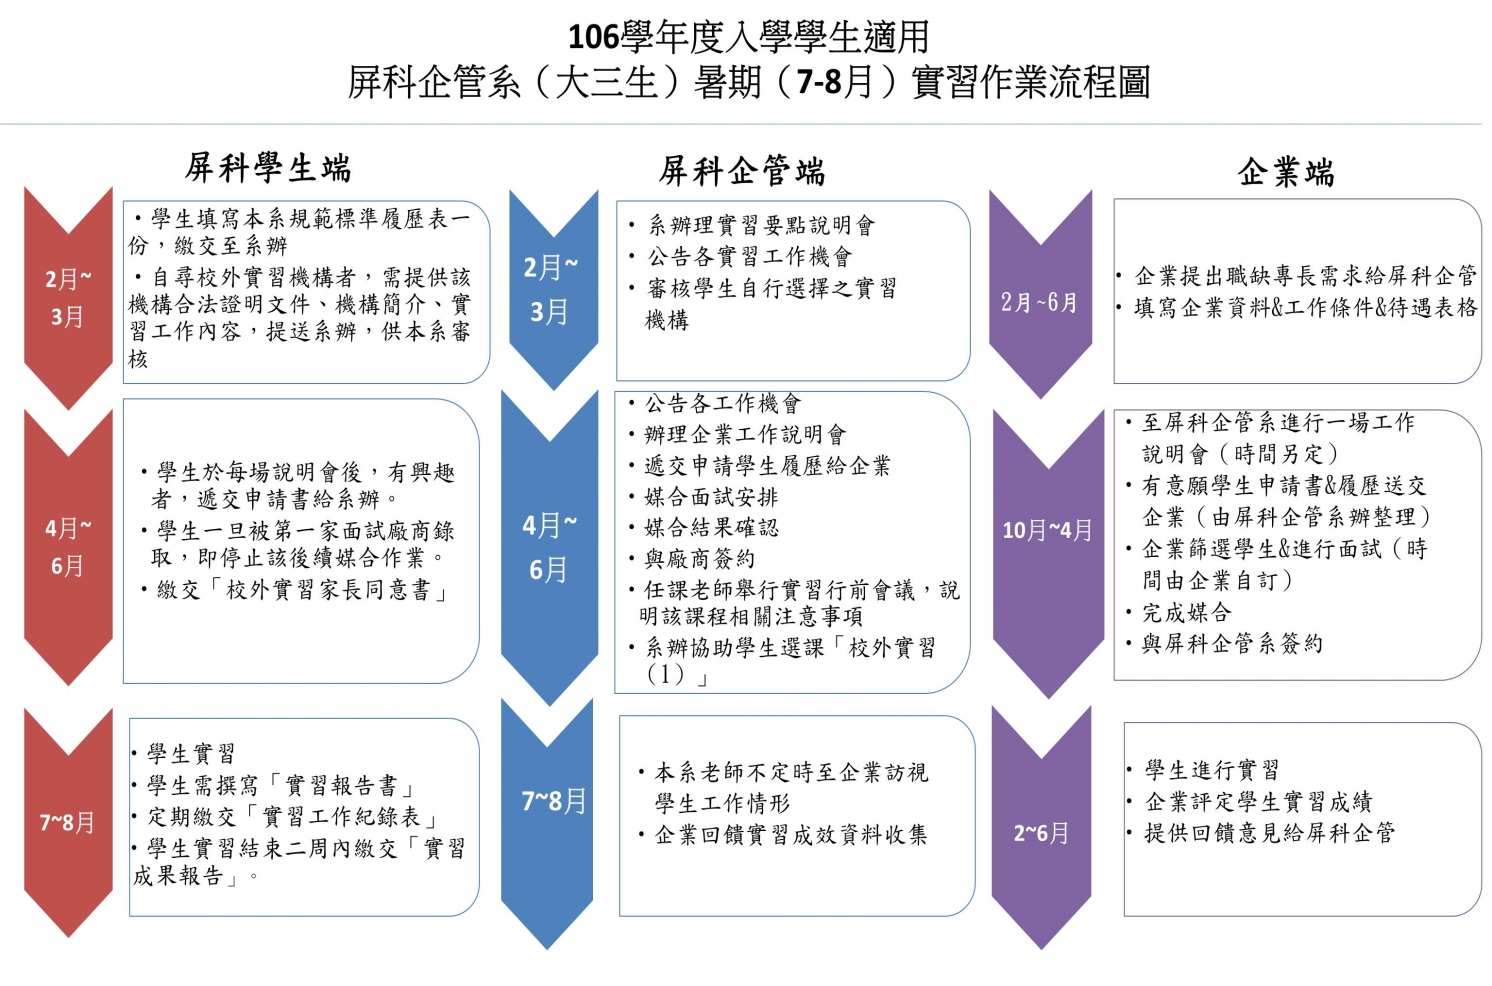 106學年度入學學生適用
屏科企管系（大三生）暑期（7-8月）實習作業流程圖
屏科學生端
2月~
3月
・學生填寫本系規範標準履歷表一
份，繳交至系辦
・自尋校外實習機構者，需提供該
機構合法證明文件、機構簡介、實
習工作內容，提送系辦，供本系審
核
4月~
6月
・學生於每場說明會後，有興趣
者，遞交申請書給系辦。
・學生一旦被第一家面試廠商錄
取，即停止該後續媒合作業。
・繳交「校外實習家長同意書」
7~8月
・學生實習
・學生需撰寫「實習報告書」
・定期繳交「實習工作紀錄表」
・學生實習結束二周內繳交「實習
成果報告」。
屏科企管端
2月~
3月
・系辦理實習要點說明會
・公告各實習工作機會
・審核學生自行選擇之實習
機構
4月~
6月
・公告各工作機會
・辦理企業工作說明會
・遞交申請學生履歷給企業
・媒合面試安排
・媒合結果確認
・與廠商簽約
・任課老師舉行實習行前會議，說
明該課程相關注意事項
・系辦協助學生選課「校外實習
（1）」
7~8月
・本系老師不定時至企業訪視
學生工作情形
・企業回饋實習成效資料收集
企業端
2月~6月
・企業提出職缺專長需求給屏科企管
・填寫企業資料&工作條件&待遇表格
10月~4月
・至屏科企管系進行一場工作
說明會（時間另定）
・有意願學生申請書&履歷送交
企業（由屏科企管系辦整理）
・企業篩選學生&進行面試（時
間由企業自訂）
・完成媒合
・與屏科企管系簽約
2~6月
・學生進行實習
・企業評定學生實習成績
・提供回饋意見給屏科企管